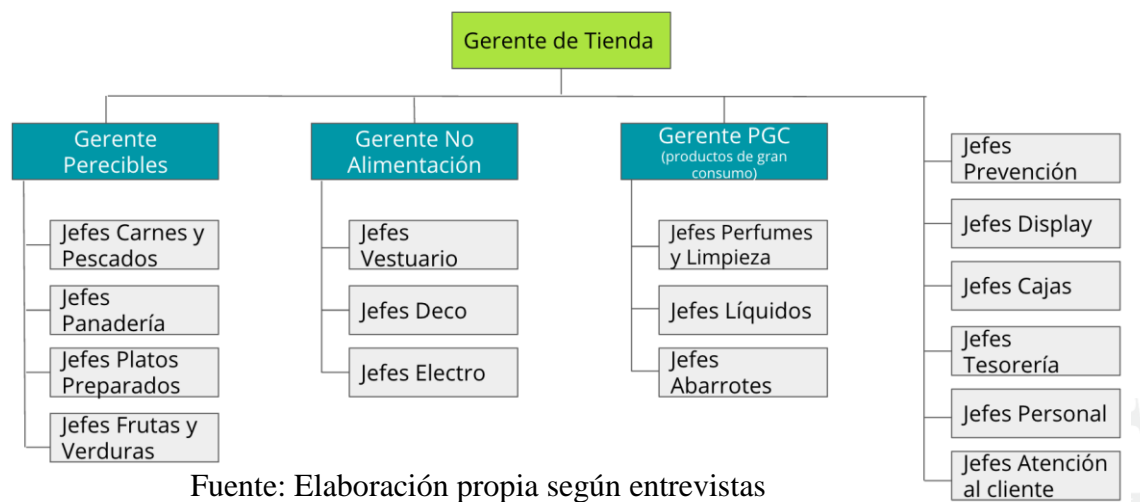 Gerente de Tienda
Gerente
Perecibles
Jefes Carnes y
Pescados
Jefes
Panadería
Jefes Platos
Preparados
Jefes Frutas y
Verduras
Gerente No
Alimentación
Jefes
Vestuario
Jefes Deco
Jefes Electro
Gerente PGC
(productos de gran
consumo)
Jefes Perfumes
y Limpieza
Jefes Líquidos
Jefes
Abarrotes
Jefes
Prevención
Jefes Display
Jefes Cajas
Jefes
Tesorería
Jefes Personal
Jefes Atención
al cliente
Fuente: Elaboración propia según entrevistas